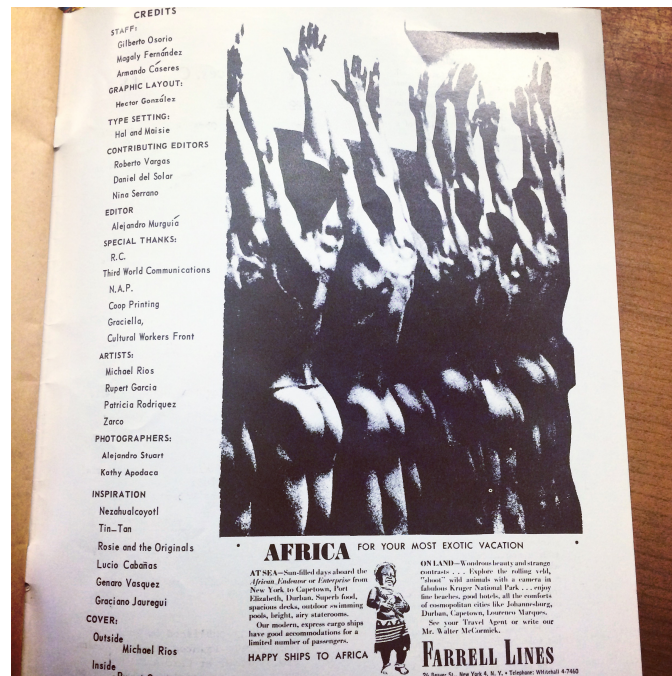 CREDITS
STAFF:
Gilberto Osorio
Magaly Fernández
Armando Cáseres
GRAPHIC LAYOUT:
Hector González
TYPE SETTING:
Hal and Maisie
CONTRIBUTING EDITORS
Roberto Vargas
Daniel del Solar
Nina Serrano
EDITOR
Alejandro Murguía
SPECIAL THANKS:
R.C.
Third World Communications
N.A.P.
Coop Printing
Graciella,
Cultural Workers Front
ARTISTS:
Michael Rios
Rupert Garcia
Patricia Rodriquez
Zarco
PHOTOGRAPHERS:
Alejandro Stuart
Kathy Apodaca
INSPIRATION
Nezahualcoyotl
Tin-Tan
Rosie and the Originals
Lucio Cabañas
Genaro Vasquez
Graciano Jauregui
COVER:
Outside
Michael Rios
Inside
AFRICA FOR YOUR MOST EXOTIC VACATION
AT SEA—Sun-filled days aboard the
African Endeavor or Enterprise from
New York to Capetown, Port
Elizabeth, Durban. Superb food,
spacious decks, outdoor swimming
pools, bright, airy staterooms.
Our modern, express cargo ships
have good accommodations for a
limited number of passengers.
HAPPY SHIPS TO AFRICA
ON LAND—Wondrous beauty and strange
contrasts . . . Explore the rolling veld,
"shoot" wild animals with a camera in
fabulous Kruger National Park . . . enjoy
fine beaches, good hotels, all the comforts
of cosmopolitan cities like Johannesburg,
Durban, Capetown, Lourenco Marques.
See your Travel Agent or write our
Mr. Walter McCormick.
FARRELL LINES
St., New York 4, N. Y. • Telephone: WHitehall 4-7460